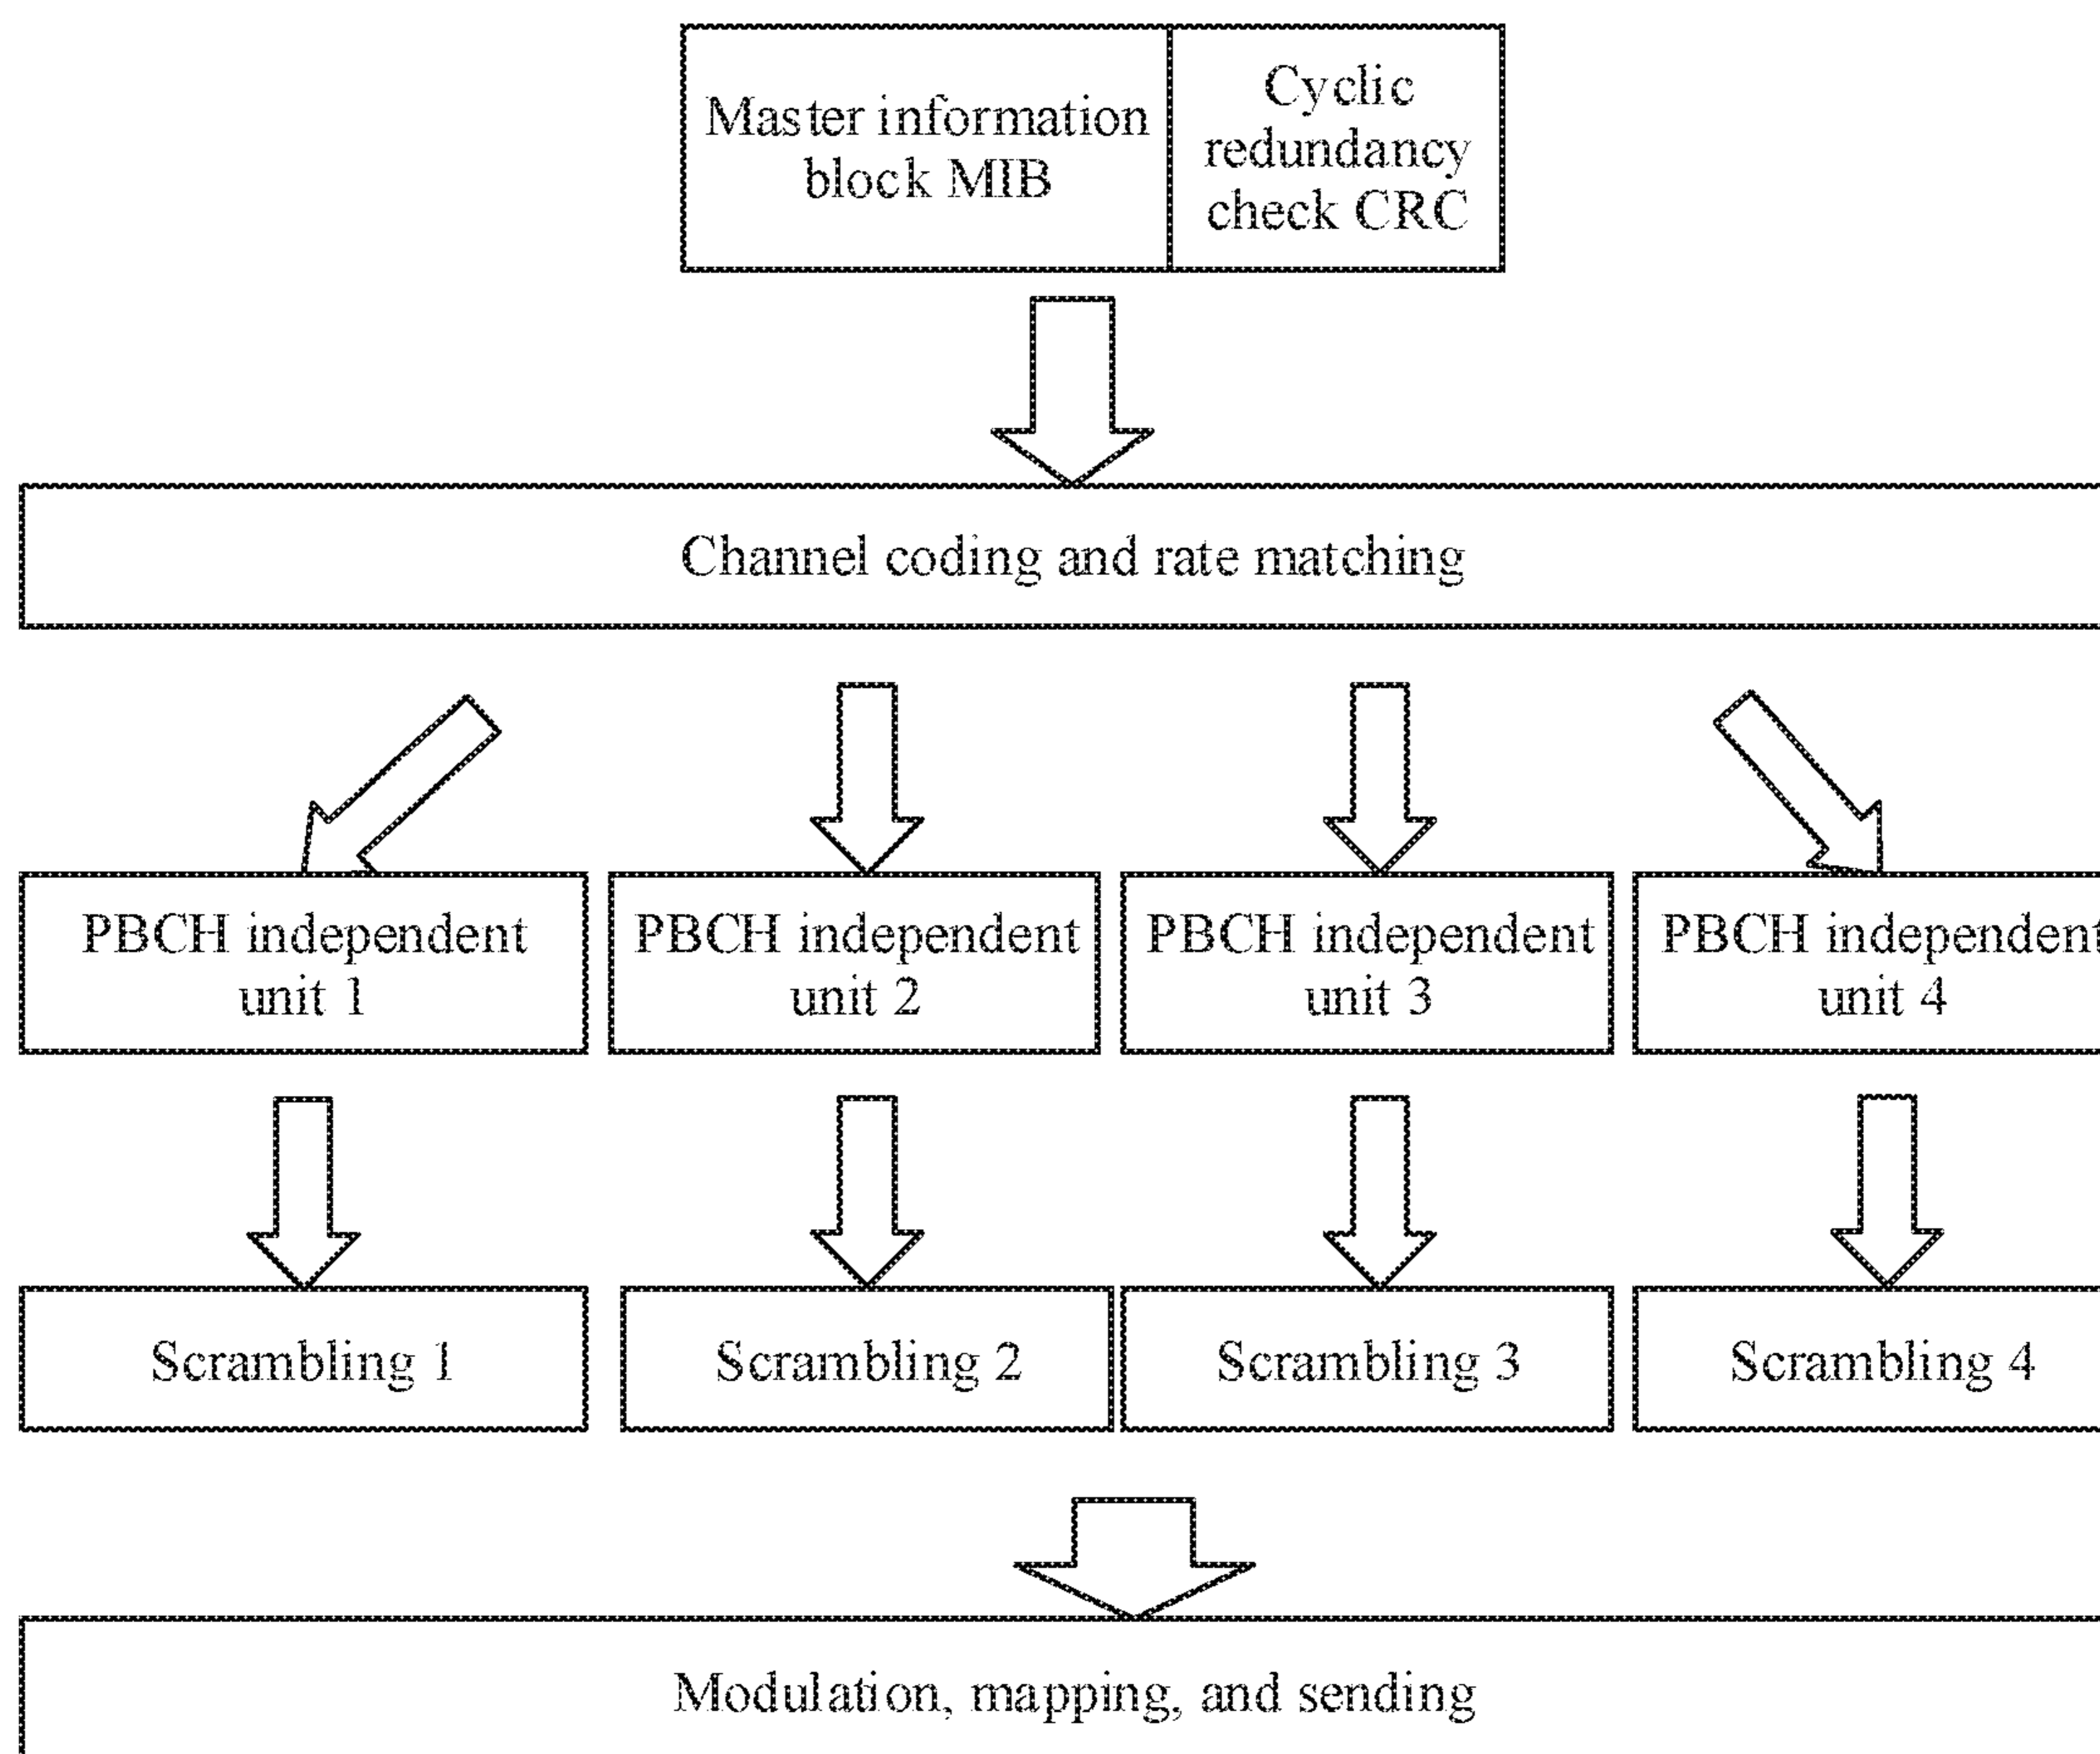 Master information
block MIB
Cyclic
redundancy
check CRC
Channel coding and rate matching
PBCH independent
unit 1
PBCH independent
unit 2
PBCH independent
unit 3
PBCH independent
unit 4
Scrambling 1
Scrambling 2
Scrambling 3
Scrambling 4
Modulation, mapping, and sending